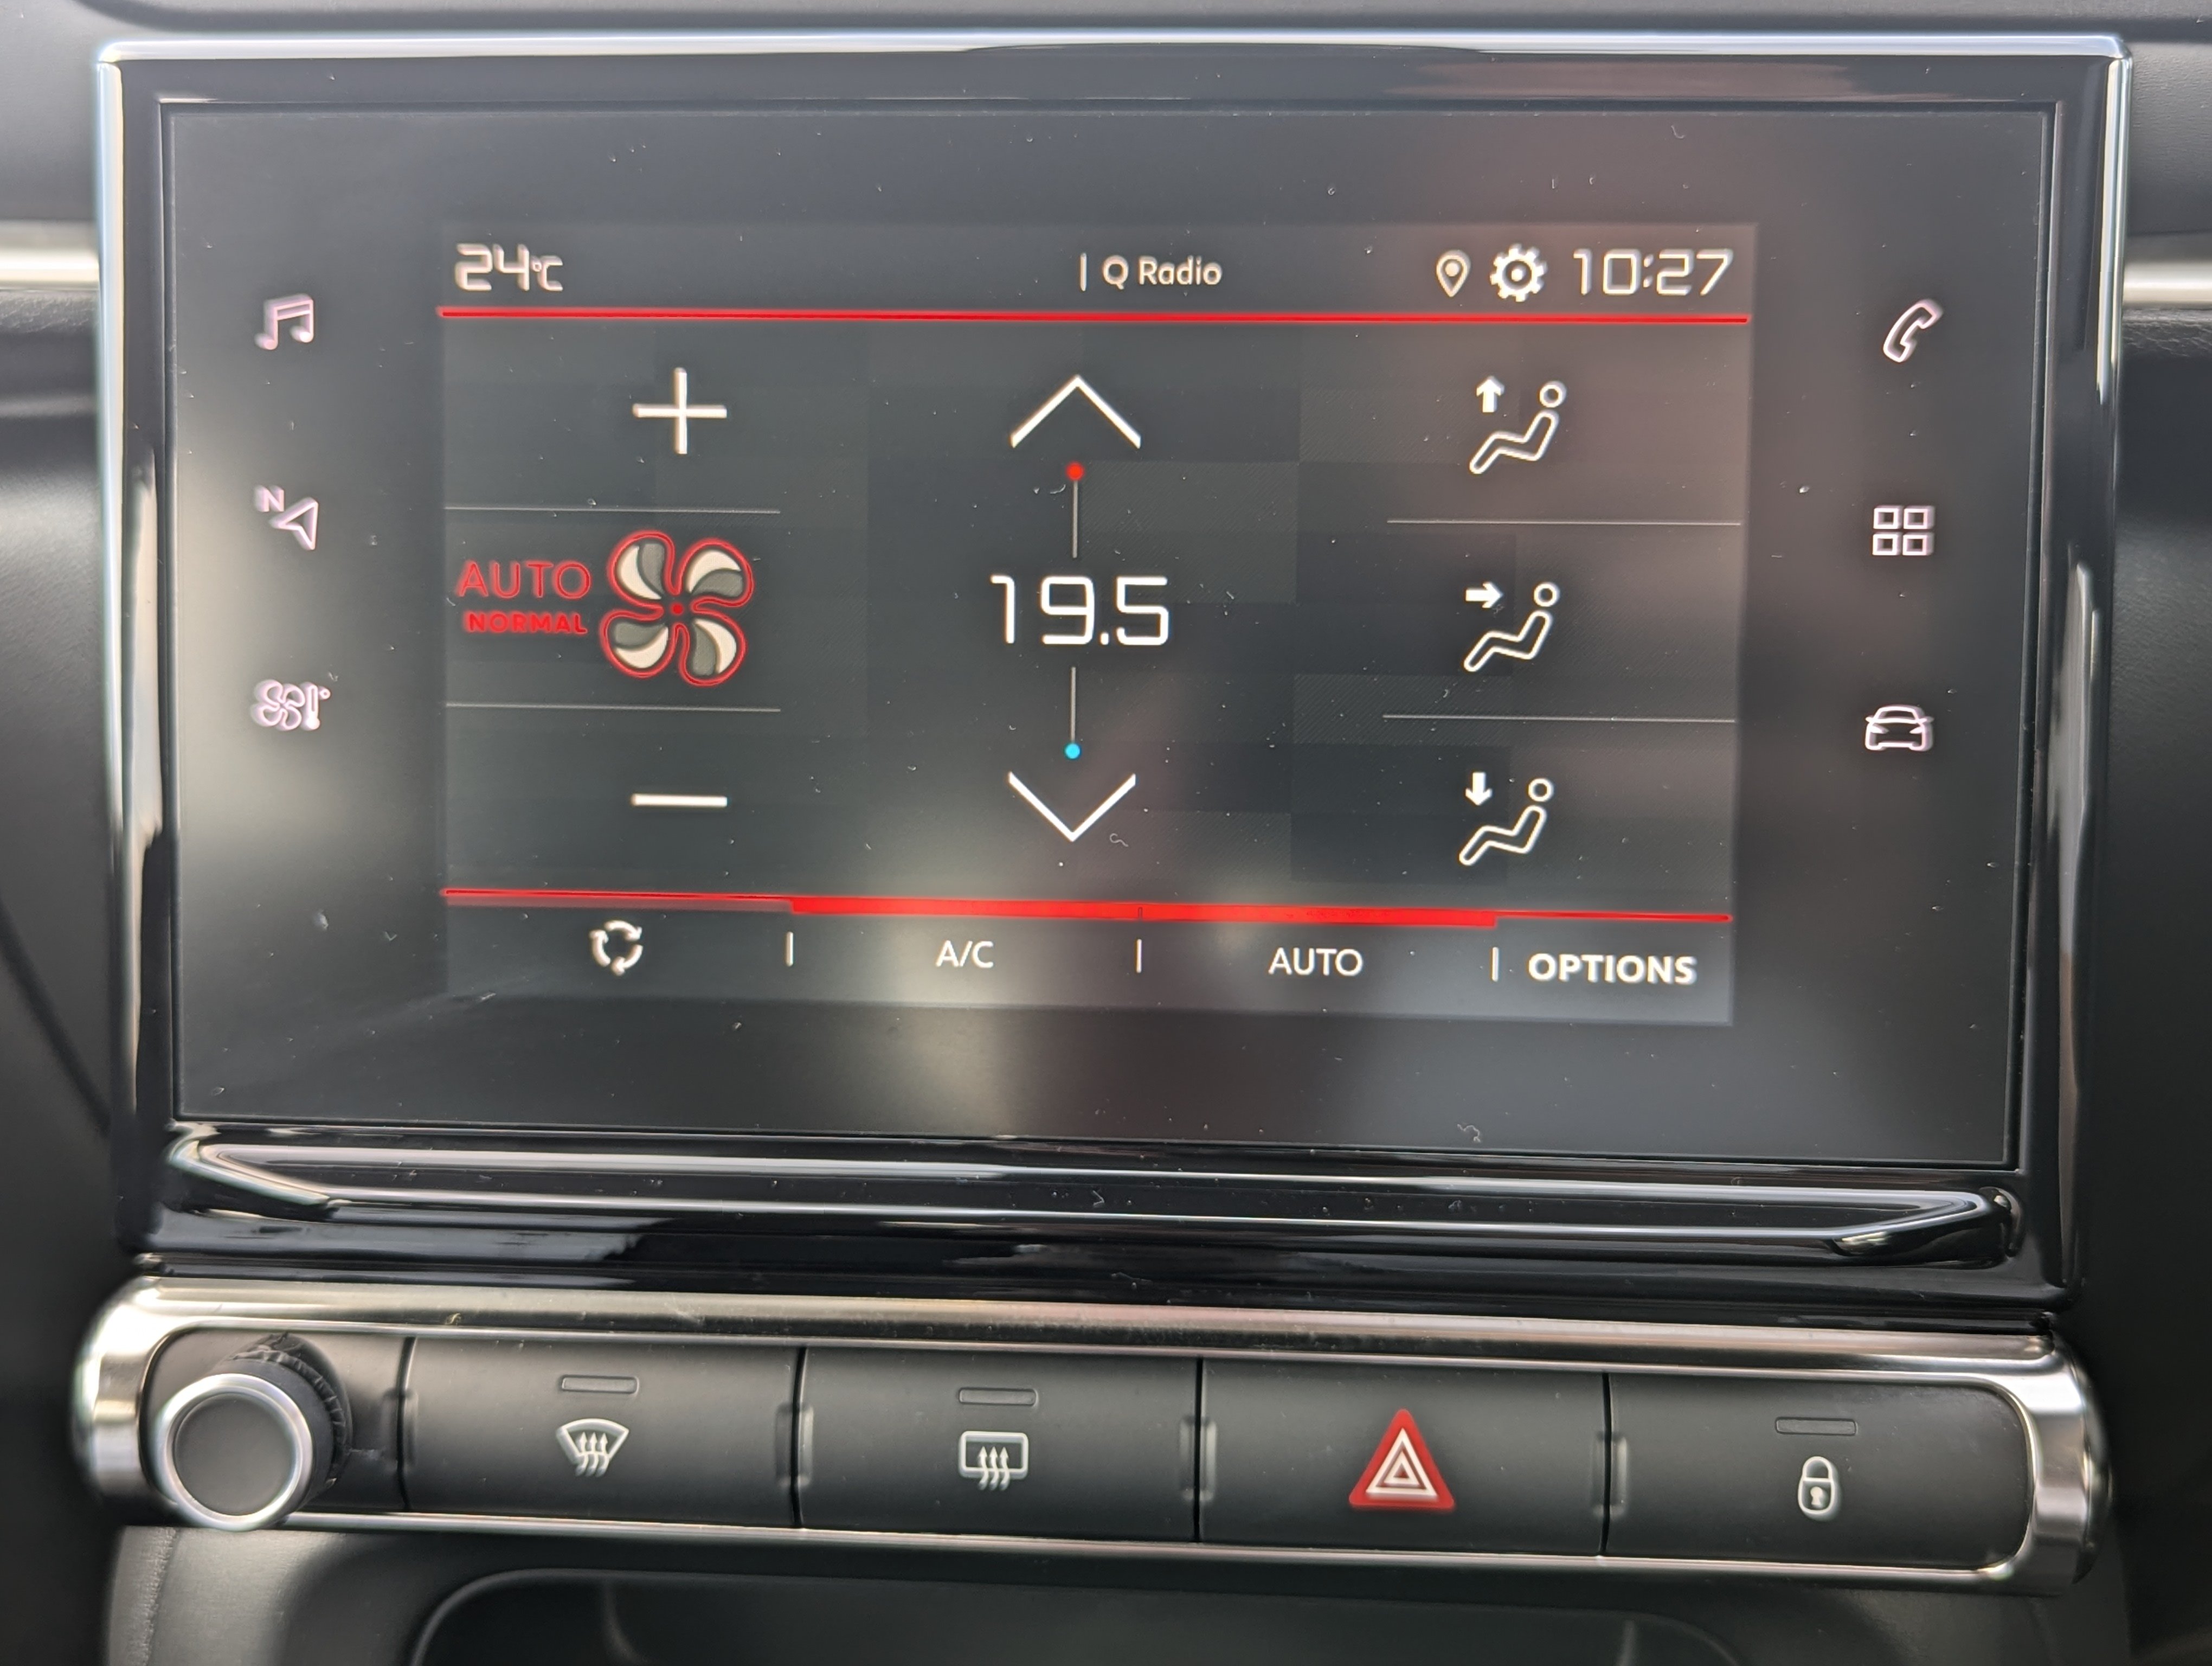 24°C
| Q Radio
10:27
N
AUTO
NORMAL
19.5
A/C
AUTO
OPTIONS